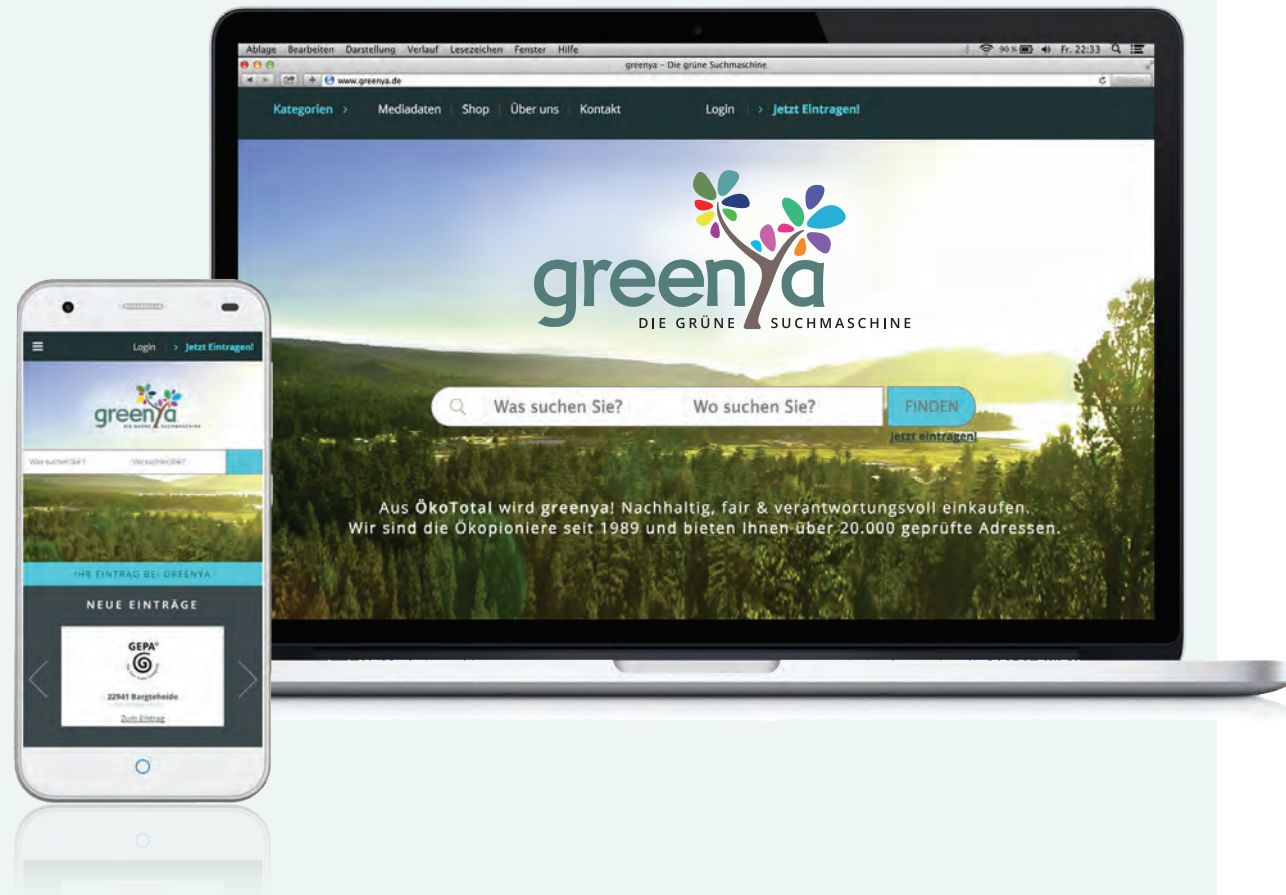 Ablage Bearbeiten Darstellung Verlauf Lesezeichen Fenster Hilfe 90 % Fr. 22:33
greenya – Die grüne Suchmaschine
www.greenya.de
Kategorien > Mediadaten Shop Über uns Kontakt Login > Jetzt Eintragen!
greenya
DIE GRÜNE SUCHMASCHINE
Was suchen Sie? Wo suchen Sie? FINDEN
Jetzt eintragen!
Aus ÖkoTotal wird greenya! Nachhaltig, fair & verantwortungsvoll einkaufen.
Wir sind die Ökopioniere seit 1989 und bieten Ihnen über 20.000 geprüfte Adressen.
Login > Jetzt Eintragen!
greenya
DIE GRÜNE SUCHMASCHINE
Was suchen Sie? Wo suchen Sie?
IHR EINTRAG BEI GREENYA
NEUE EINTRÄGE
GEPA®
22941 Bargteheide
Zum Eintrag